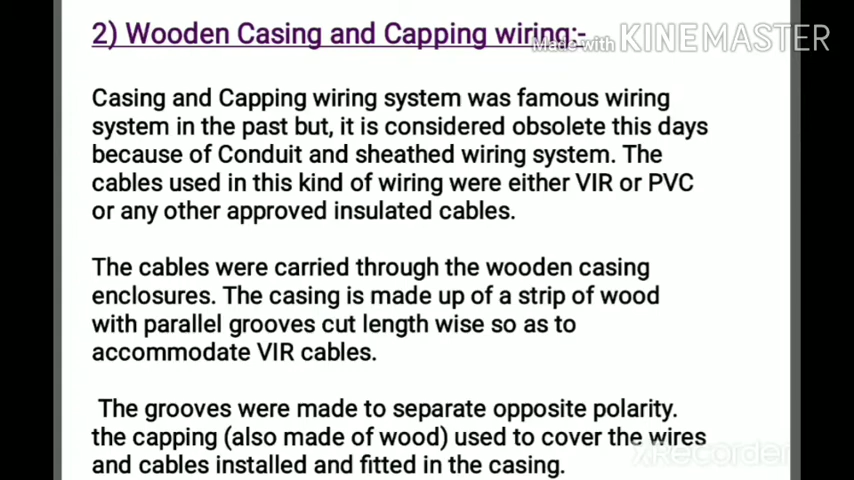 2) Wooden Casing and Capping wiring:-
Made with KINEMASTER
Casing and Capping wiring system was famous wiring
system in the past but, it is considered obsolete this days
because of Conduit and sheathed wiring system. The
cables used in this kind of wiring were either VIR or PVC
or any other approved insulated cables.
The cables were carried through the wooden casing
enclosures. The casing is made up of a strip of wood
with parallel grooves cut length wise so as to
accommodate VIR cables.
The grooves were made to separate opposite polarity.
the capping (also made of wood) used to cover the wires
and cables installed and fitted in the casing.
XRecorder